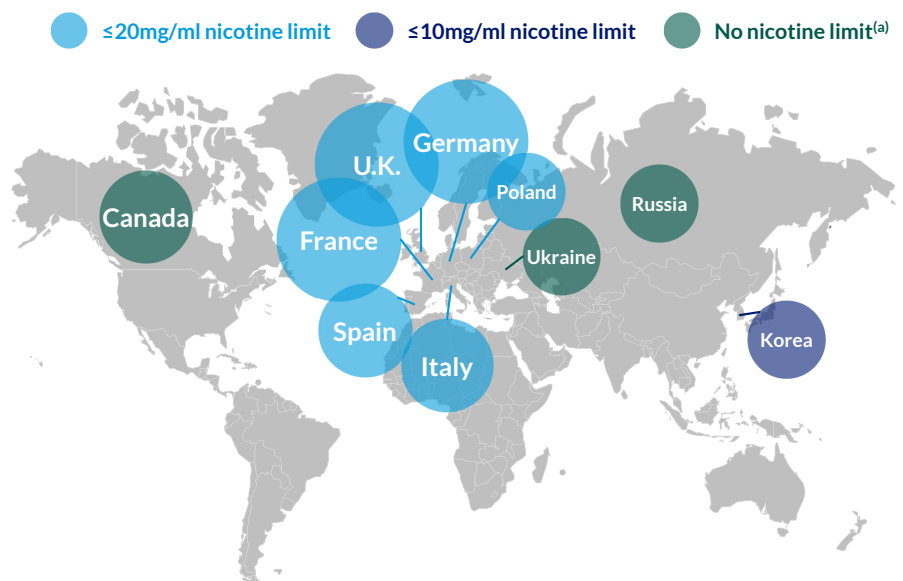 ≤20mg/ml nicotine limit
≤10mg/ml nicotine limit
No nicotine limit(a)
Germany
U.K.
Poland
Canada
Russia
France
Ukraine
Spain
Korea
Italy